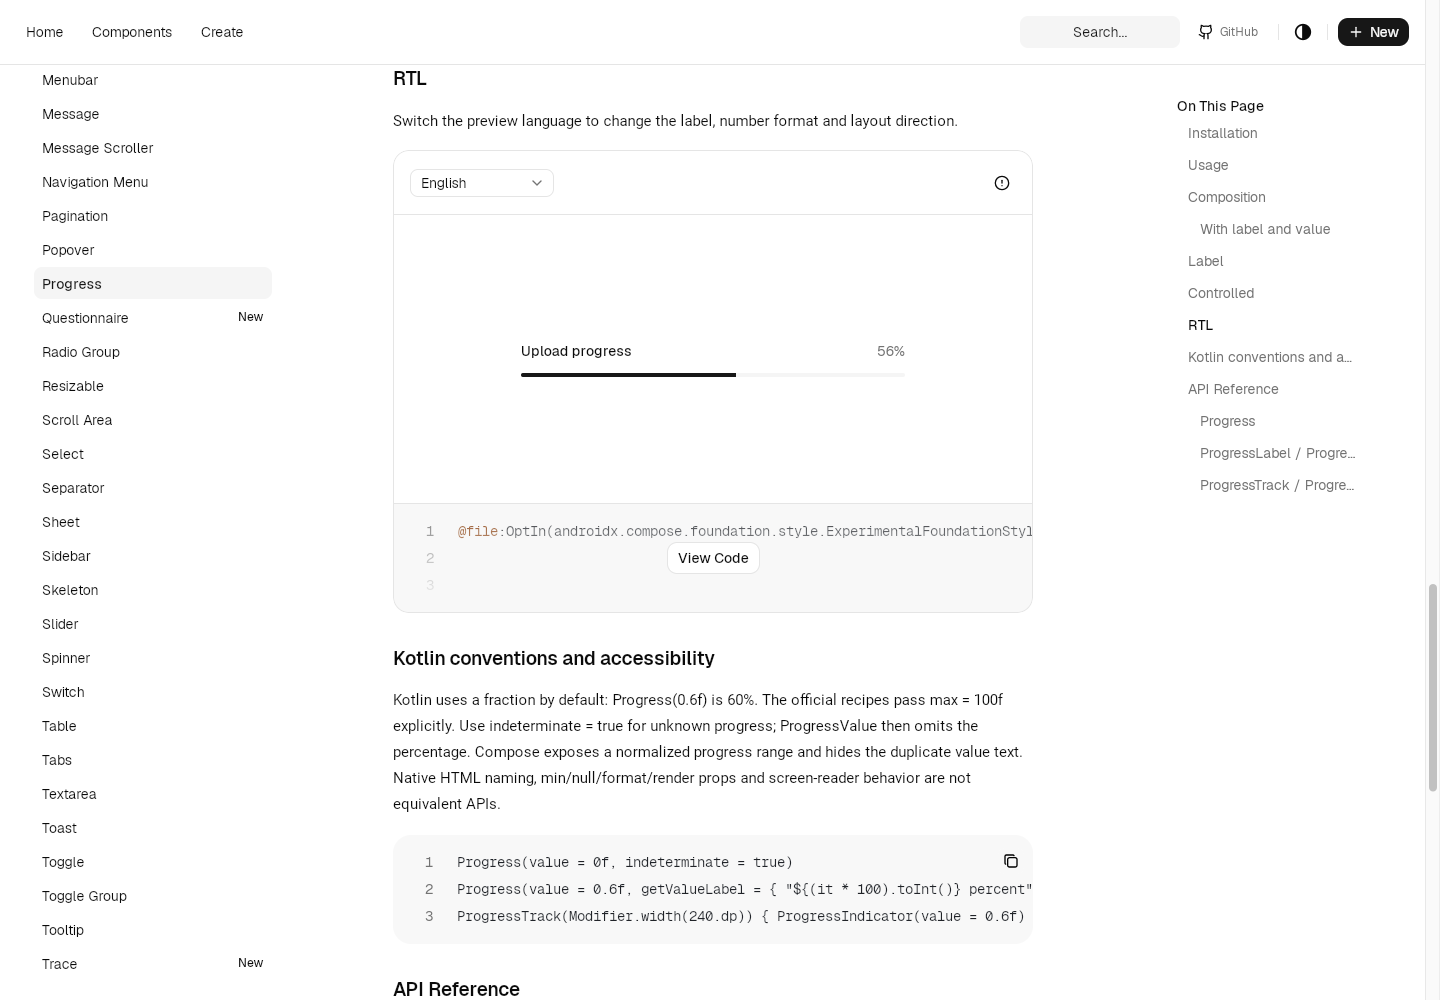 Home
Components
Create
Search...
GitHub
New
Menubar
Message
Message Scroller
Navigation Menu
Pagination
Popover
Progress
Questionnaire New
Radio Group
Resizable
Scroll Area
Select
Separator
Sheet
Sidebar
Skeleton
Slider
Spinner
Switch
Table
Tabs
Textarea
Toast
Toggle
Toggle Group
Tooltip
Trace New
RTL
Switch the preview language to change the label, number format and layout direction.
English
Upload progress 56%
1 @file:OptIn(androidx.compose.foundation.style.ExperimentalFoundationStyl
2
3
View Code
Kotlin conventions and accessibility
Kotlin uses a fraction by default: Progress(0.6f) is 60%. The official recipes pass max = 100f
explicitly. Use indeterminate = true for unknown progress; ProgressValue then omits the
percentage. Compose exposes a normalized progress range and hides the duplicate value text.
Native HTML naming, min/null/format/render props and screen-reader behavior are not
equivalent APIs.
1 Progress(value = 0f, indeterminate = true)
2 Progress(value = 0.6f, getValueLabel = { "${(it * 100).toInt()} percent"
3 ProgressTrack(Modifier.width(240.dp)) { ProgressIndicator(value = 0.6f)
API Reference
On This Page
Installation
Usage
Composition
With label and value
Label
Controlled
RTL
Kotlin conventions and a...
API Reference
Progress
ProgressLabel / Progre...
ProgressTrack / Progre...